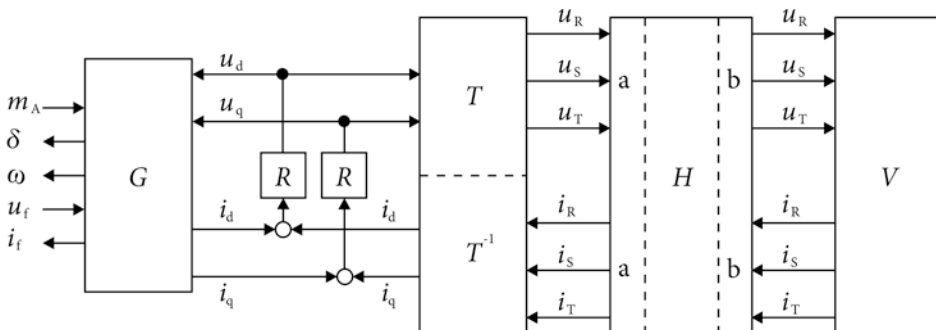 u_R u_R
u_d u_S a b u_S
m_A u_q T u_T u_T
δ
ω G R R H V
u_f i_d i_d i_R i_R
i_f T^-1
i_q i_q i_S a b i_S
i_T i_T